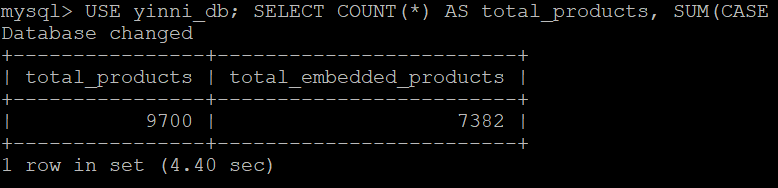 mysql> USE yinni_db; SELECT COUNT(*) AS total_products, SUM(CASE
Database changed
+----------------+-------------------------+
| total_products | total_embedded_products |
+----------------+-------------------------+
|           9700 |                    7382 |
+----------------+-------------------------+
1 row in set (4.40 sec)